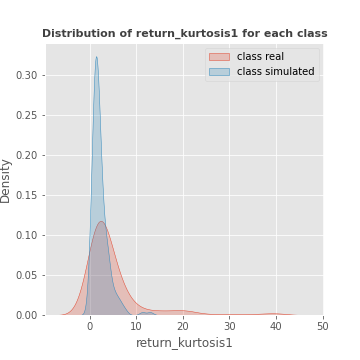 Distribution of return_kurtosis1 for each class
class real
class simulated
Density
0.30
0.25
0.20
0.15
0.10
0.05
0.00
0 10 20 30 40 50
return_kurtosis1